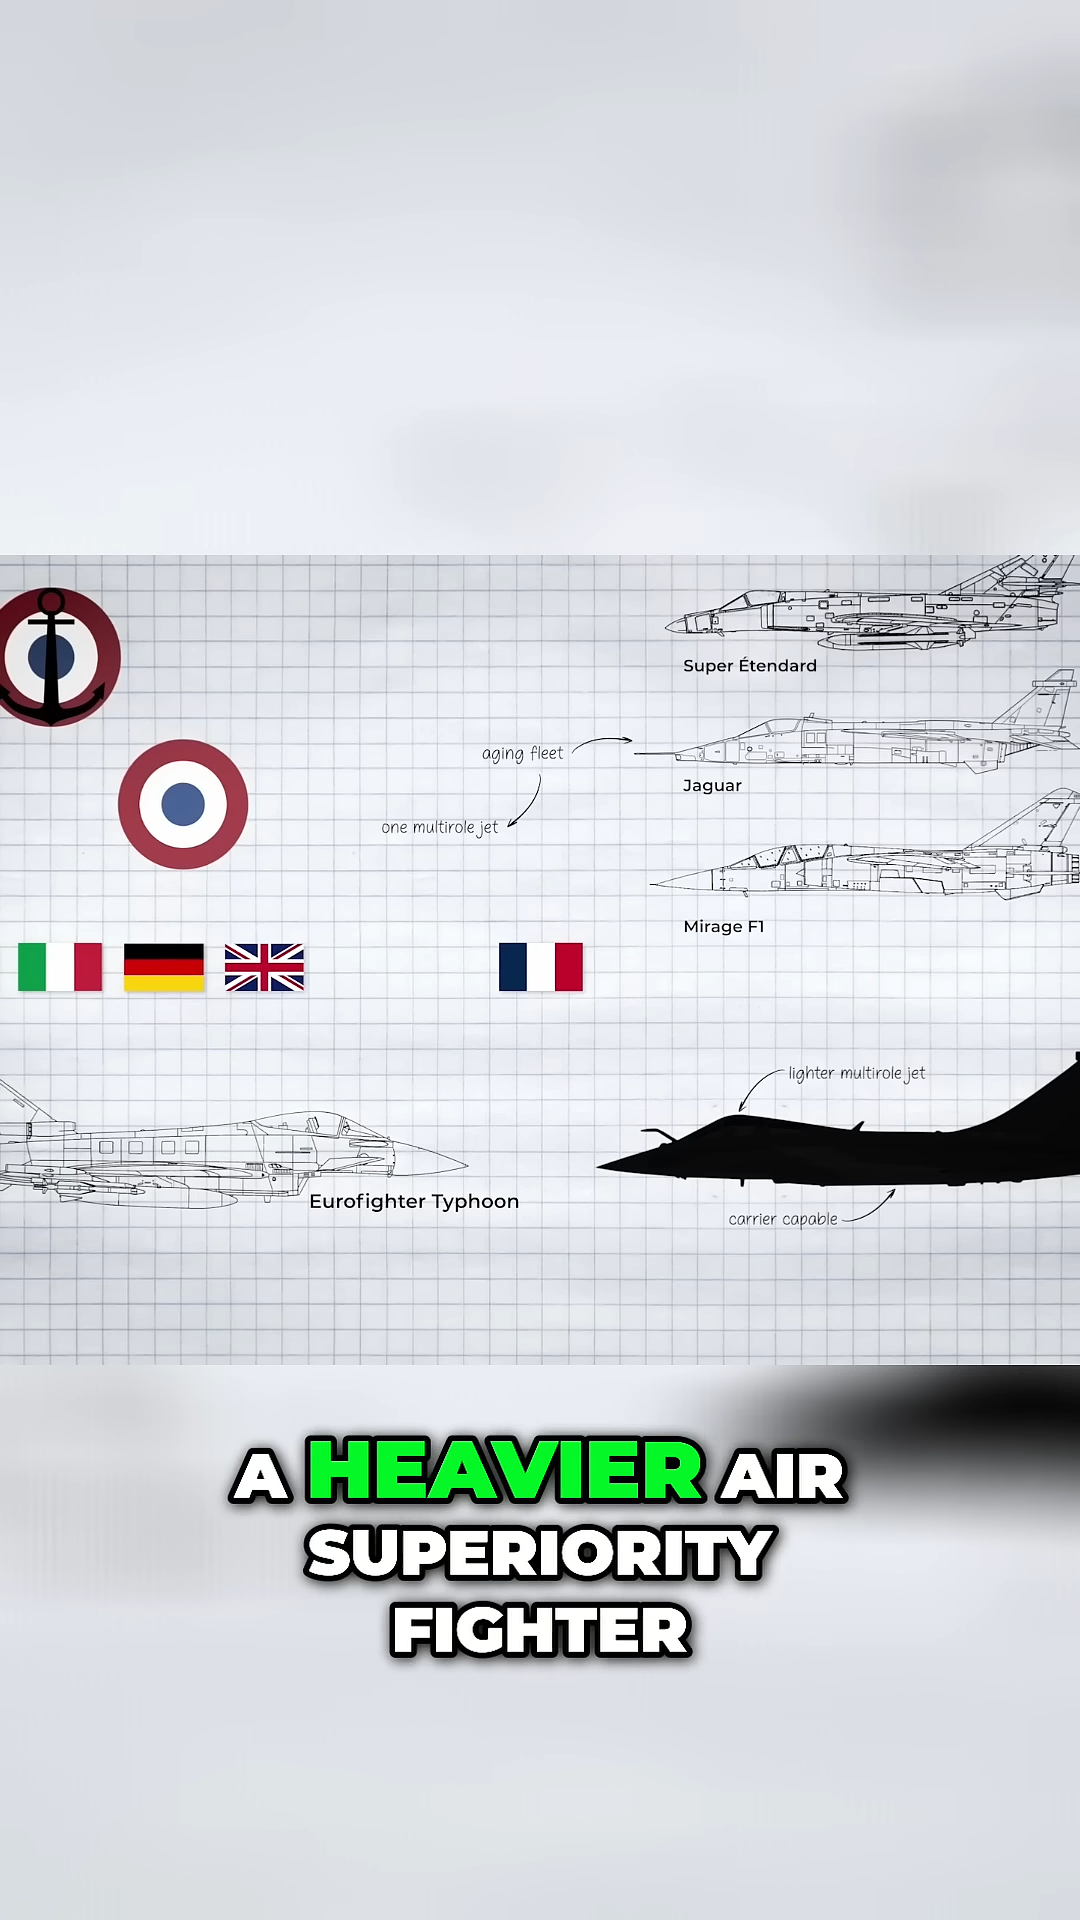 Super Étendard
aging fleet
Jaguar
one multirole jet
Mirage F1
lighter multirole jet
Eurofighter Typhoon
carrier capable
A HEAVIER AIR
SUPERIORITY
FIGHTER